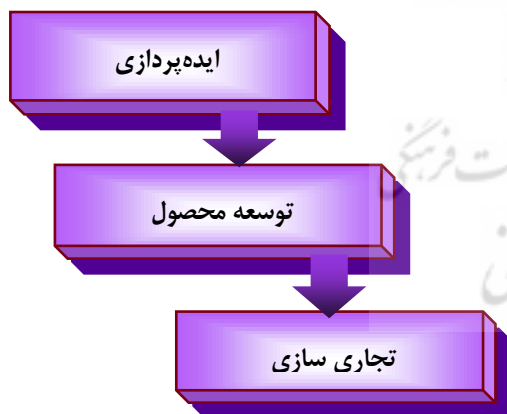 ایده‌پردازی
توسعه محصول
تجاری سازی